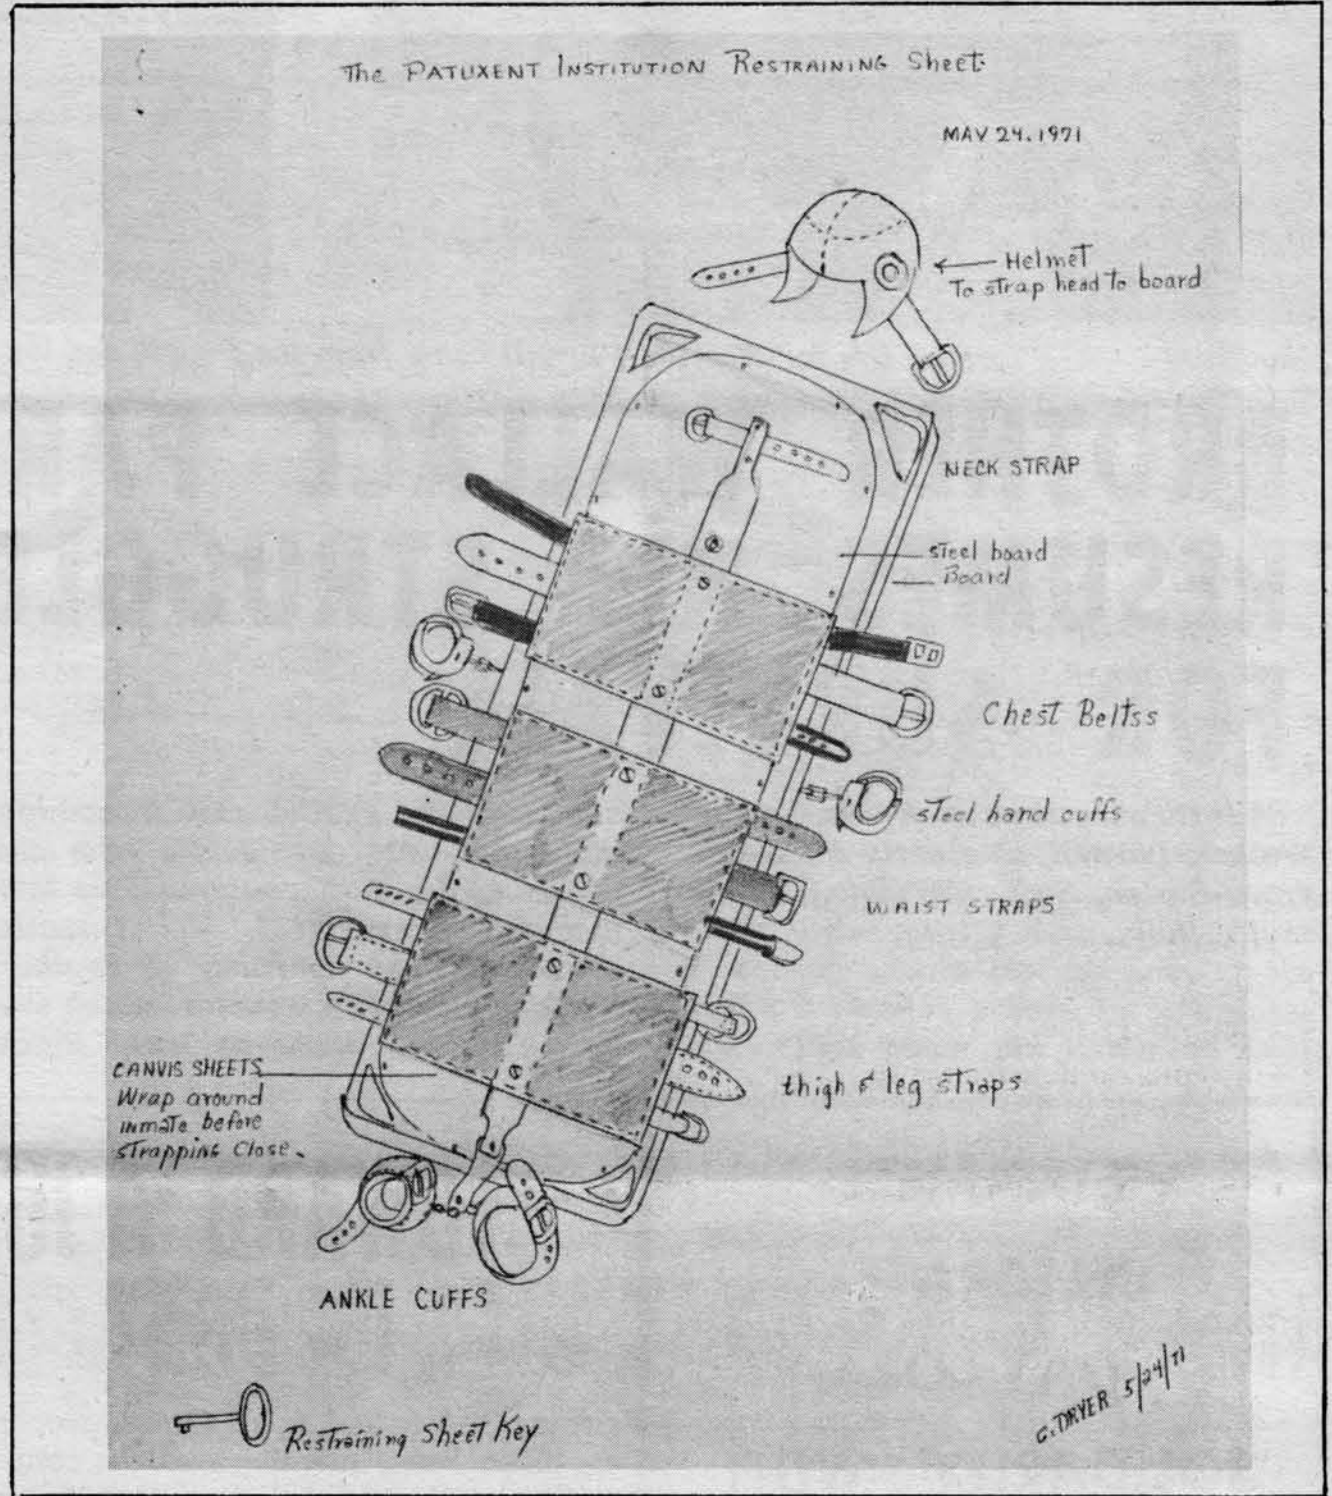 The PATUXENT INSTITUTION RESTRAINING Sheet
MAY 24.1971
Helmet
To strap head to board
NECK STRAP
steel board
Board
Chest Beltss
steel hand cuffs
WAIST STRAPS
CANVIS SHEETS
Wrap around
inmate before
strapping close.
thigh & leg straps
ANKLE CUFFS
Restraining Sheet Key
C. DRYER 5/24/71